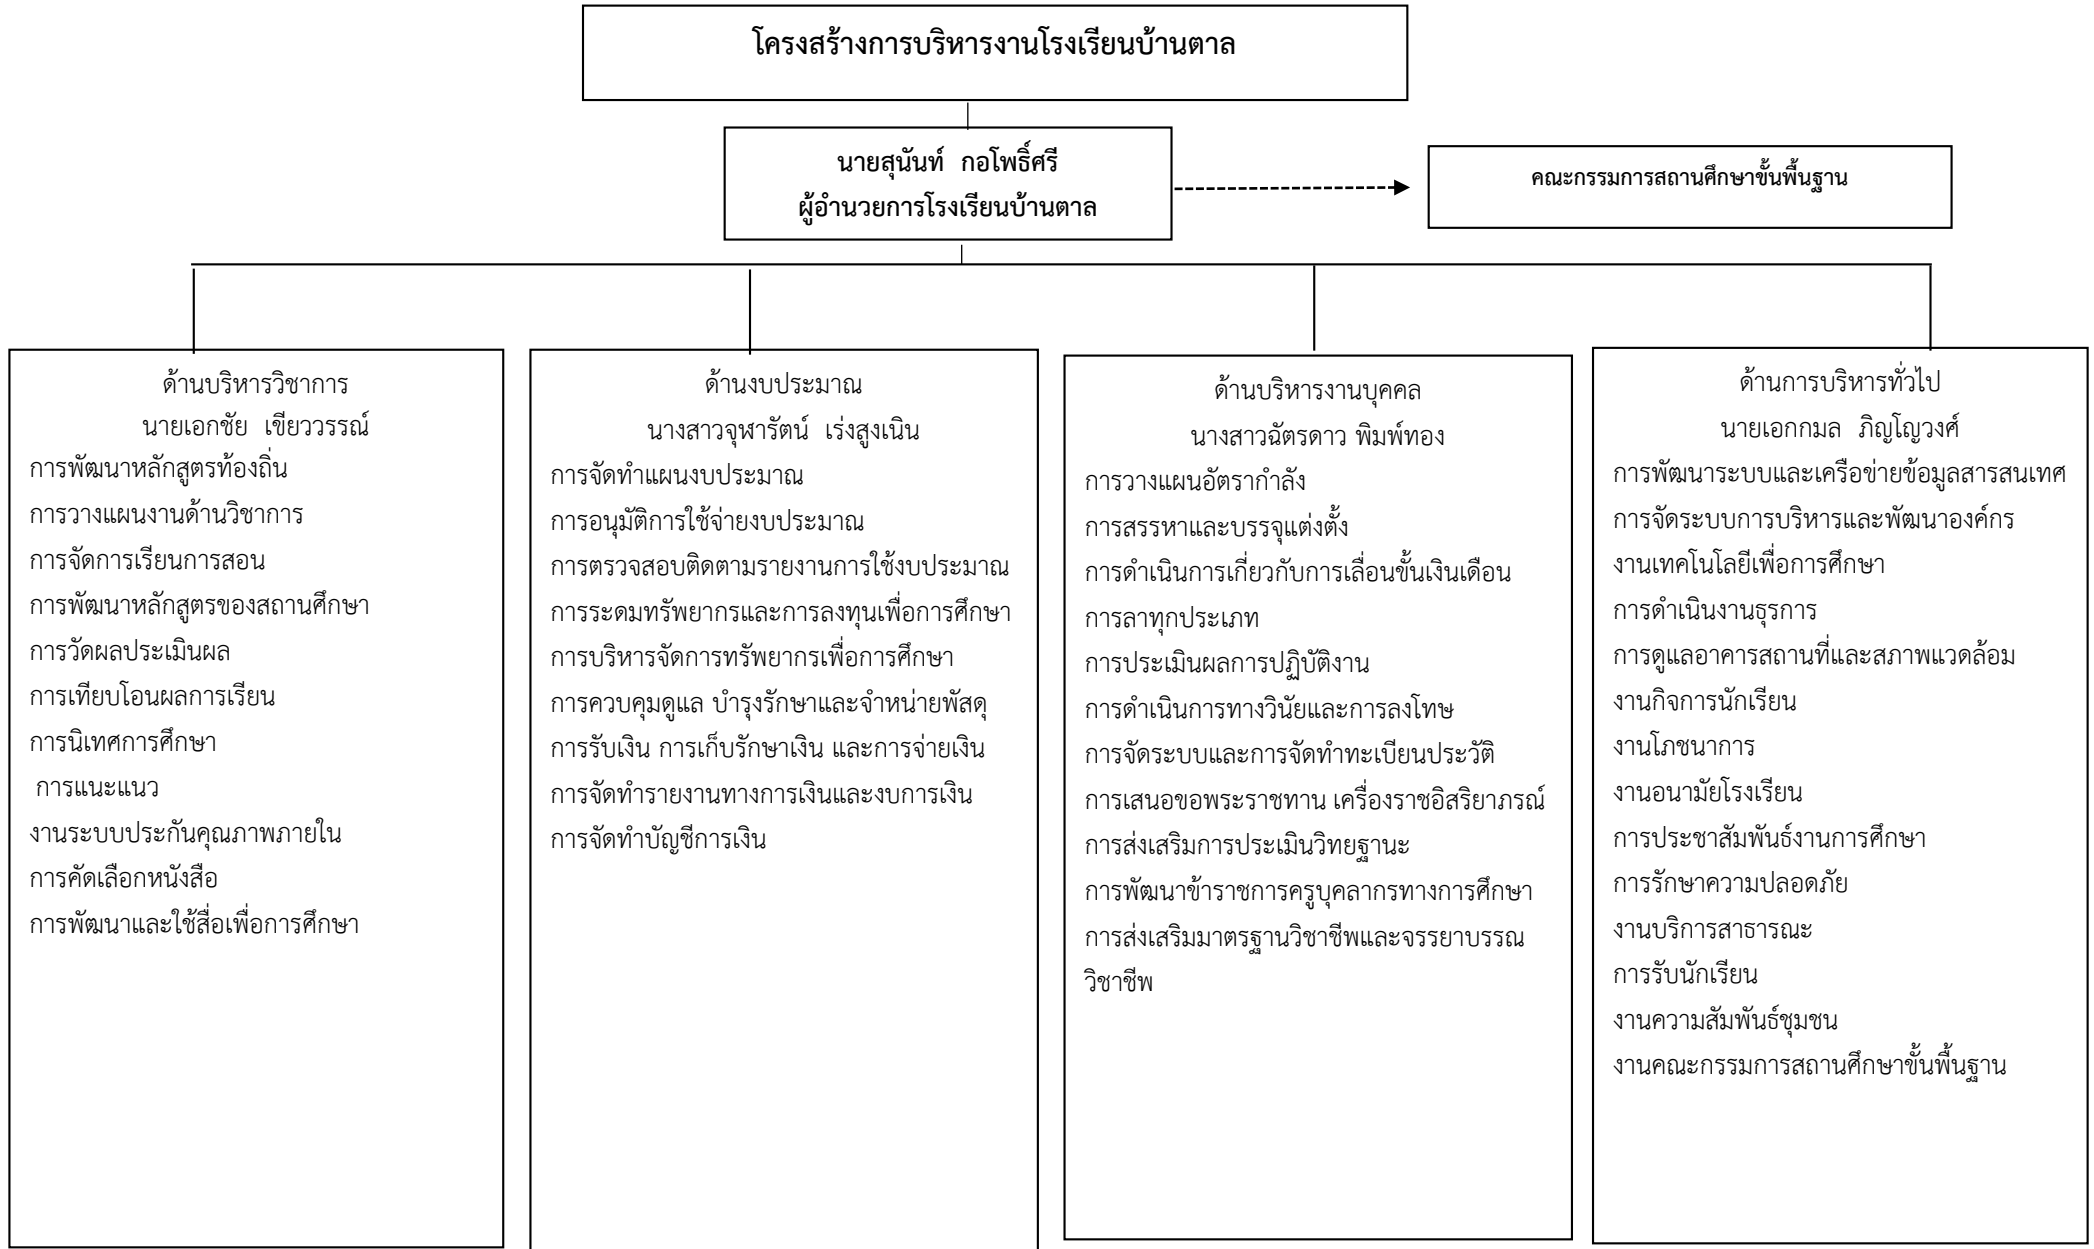 โครงสร้างการบริหารงานโรงเรียนบ้านตาล
นายสุนันท์ กอโพธิ์ศรี
ผู้อำนวยการโรงเรียนบ้านตาล
คณะกรรมการสถานศึกษาขั้นพื้นฐาน
ด้านบริหารวิชาการ
นายเอกชัย เขียววรรณ์
การพัฒนาหลักสูตรท้องถิ่น
การวางแผนงานด้านวิชาการ
การจัดการเรียนการสอน
การพัฒนาหลักสูตรของสถานศึกษา
การวัดผลประเมินผล
การเทียบโอนผลการเรียน
การนิเทศการศึกษา
การแนะแนว
งานระบบประกันคุณภาพภายใน
การคัดเลือกหนังสือ
การพัฒนาและใช้สื่อเพื่อการศึกษา
ด้านงบประมาณ
นางสาวจุฬารัตน์ เร่งสูงเนิน
การจัดทำแผนงบประมาณ
การอนุมัติการใช้จ่ายงบประมาณ
การตรวจสอบติดตามรายงานการใช้งบประมาณ
การระดมทรัพยากรและการลงทุนเพื่อการศึกษา
การบริหารจัดการทรัพยากรเพื่อการศึกษา
การควบคุมดูแล บำรุงรักษาและจำหน่ายพัสดุ
การรับเงิน การเก็บรักษาเงิน และการจ่ายเงิน
การจัดทำรายงานทางการเงินและงบการเงิน
การจัดทำบัญชีการเงิน
ด้านบริหารงานบุคคล
นางสาวฉัตรดาว พิมพ์ทอง
การวางแผนอัตรากำลัง
การสรรหาและบรรจุแต่งตั้ง
การดำเนินการเกี่ยวกับการเลื่อนขั้นเงินเดือน
การลาทุกประเภท
การประเมินผลการปฏิบัติงาน
การดำเนินการทางวินัยและการลงโทษ
การจัดระบบและการจัดทำทะเบียนประวัติ
การเสนอขอพระราชทาน เครื่องราชอิสริยาภรณ์
การส่งเสริมการประเมินวิทยฐานะ
การพัฒนาข้าราชการครูบุคลากรทางการศึกษา
การส่งเสริมมาตรฐานวิชาชีพและจรรยาบรรณ
วิชาชีพ
ด้านการบริหารทั่วไป
นายเอกกมล ภิญโญวงศ์
การพัฒนาระบบและเครือข่ายข้อมูลสารสนเทศ
การจัดระบบการบริหารและพัฒนาองค์กร
งานเทคโนโลยีเพื่อการศึกษา
การดำเนินงานธุรการ
การดูแลอาคารสถานที่และสภาพแวดล้อม
งานกิจการนักเรียน
งานโภชนาการ
งานอนามัยโรงเรียน
การประชาสัมพันธ์งานการศึกษา
การรักษาความปลอดภัย
งานบริการสาธารณะ
การรับนักเรียน
งานความสัมพันธ์ชุมชน
งานคณะกรรมการสถานศึกษาขั้นพื้นฐาน